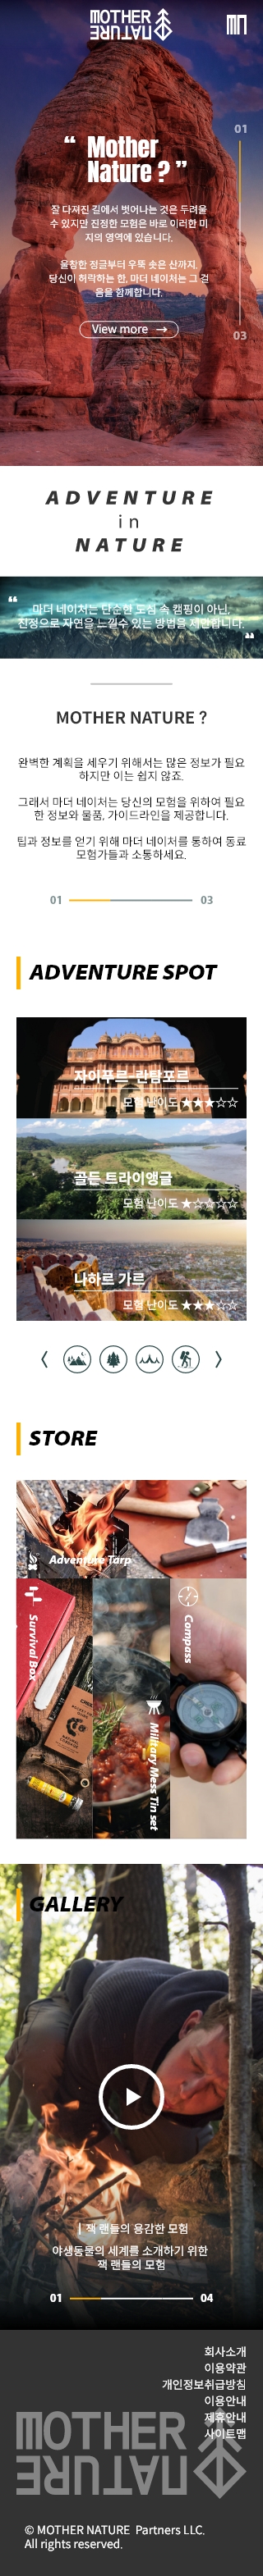 MOTHER
NATURE
“ Mother
Nature ? ”
01
잘 다져진 길에서 벗어나는 것은 두려울
수 있지만 진정한 모험은 바로 이러한 미
지의 영역에 있습니다.
울창한 정글부터 우뚝 솟은 산까지,
당신이 허락하는 한, 마더 네이처는 그 걸
음을 함께합니다.
View more →
03
ADVENTURE
in
NATURE
“ 마더 네이처는 단순한 도심 속 캠핑이 아닌,
진정으로 자연을 느낄수 있는 방법을 제안합니다. ”
MOTHER NATURE ?
완벽한 계획을 세우기 위해서는 많은 정보가 필요
하지만 이는 쉽지 않죠.
그래서 마더 네이처는 당신의 모험을 위하여 필요
한 정보와 물품, 가이드라인을 제공합니다.
팁과 정보를 얻기 위해 마더 네이처를 통하여 동료
모험가들과 소통하세요.
01 03
ADVENTURE SPOT
자이푸르-란탐포르
모험 난이도 ★★★☆☆
골든 트라이앵글
모험 난이도 ★☆☆☆☆
나하르 가르
모험 난이도 ★★★☆☆
STORE
Adventure Tarp
Survival Box
Military Mess Tin set
Compass
GALLERY
| 잭 랜들의 용감한 모험
야생동물의 세계를 소개하기 위한
잭 랜들의 모험
01 04
회사소개
이용약관
개인정보취급방침
이용안내
제휴안내
사이트맵
MOTHER
NATURE
© MOTHER NATURE Partners LLC.
All rights reserved.